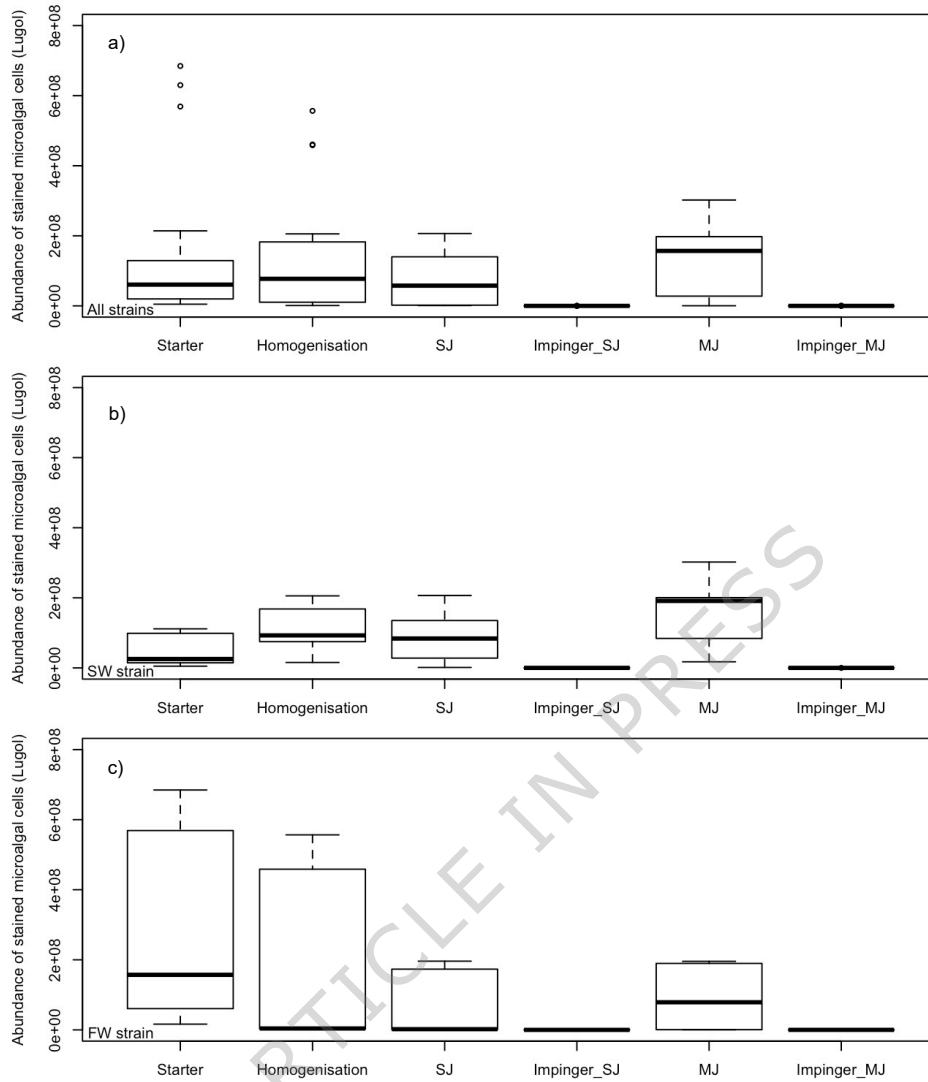 Abundance of stained microalgal cells (Lugol)
8e+08
6e+08
4e+08
2e+08
0e+00
a)
All strains
Starter Homogenisation SJ Impinger_SJ MJ Impinger_MJ
Abundance of stained microalgal cells (Lugol)
8e+08
6e+08
4e+08
2e+08
0e+00
b)
SW strain
Starter Homogenisation SJ Impinger_SJ MJ Impinger_MJ
Abundance of stained microalgal cells (Lugol)
8e+08
6e+08
4e+08
2e+08
0e+00
c)
FW strain
Starter Homogenisation SJ Impinger_SJ MJ Impinger_MJ
RTICLE IN PRESS